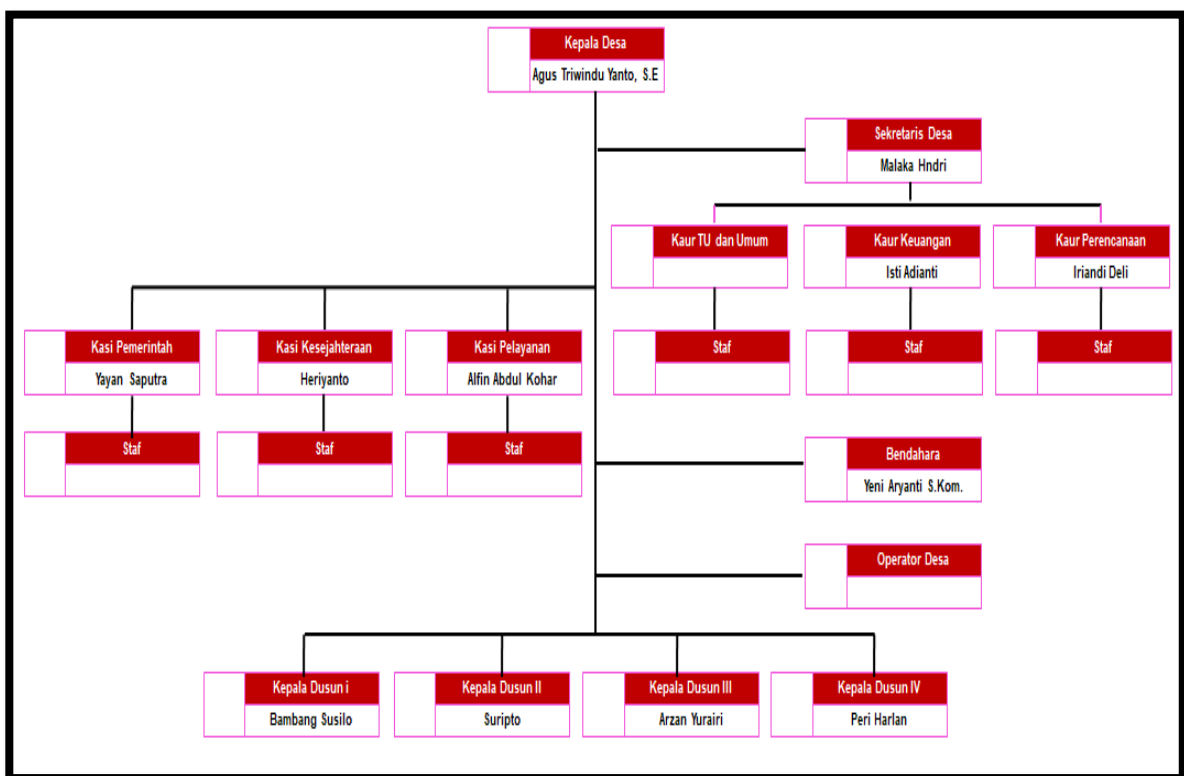 Kepala Desa
Agus Triwindu Yanto, S.E
Sekretaris Desa
Malaka Hndri
Kaur TU dan Umum
Kaur Keuangan
Isti Adianti
Kaur Perencanaan
Iriandi Deli
Staf
Staf
Staf
Kasi Pemerintah
Yayan Saputra
Kasi Kesejahteraan
Heriyanto
Kasi Pelayanan
Alfin Abdul Kohar
Staf
Staf
Staf
Bendahara
Yeni Aryanti S.Kom.
Operator Desa
Kepala Dusun i
Bambang Susilo
Kepala Dusun II
Suripto
Kepala Dusun III
Arzan Yurairi
Kepala Dusun IV
Peri Harlan